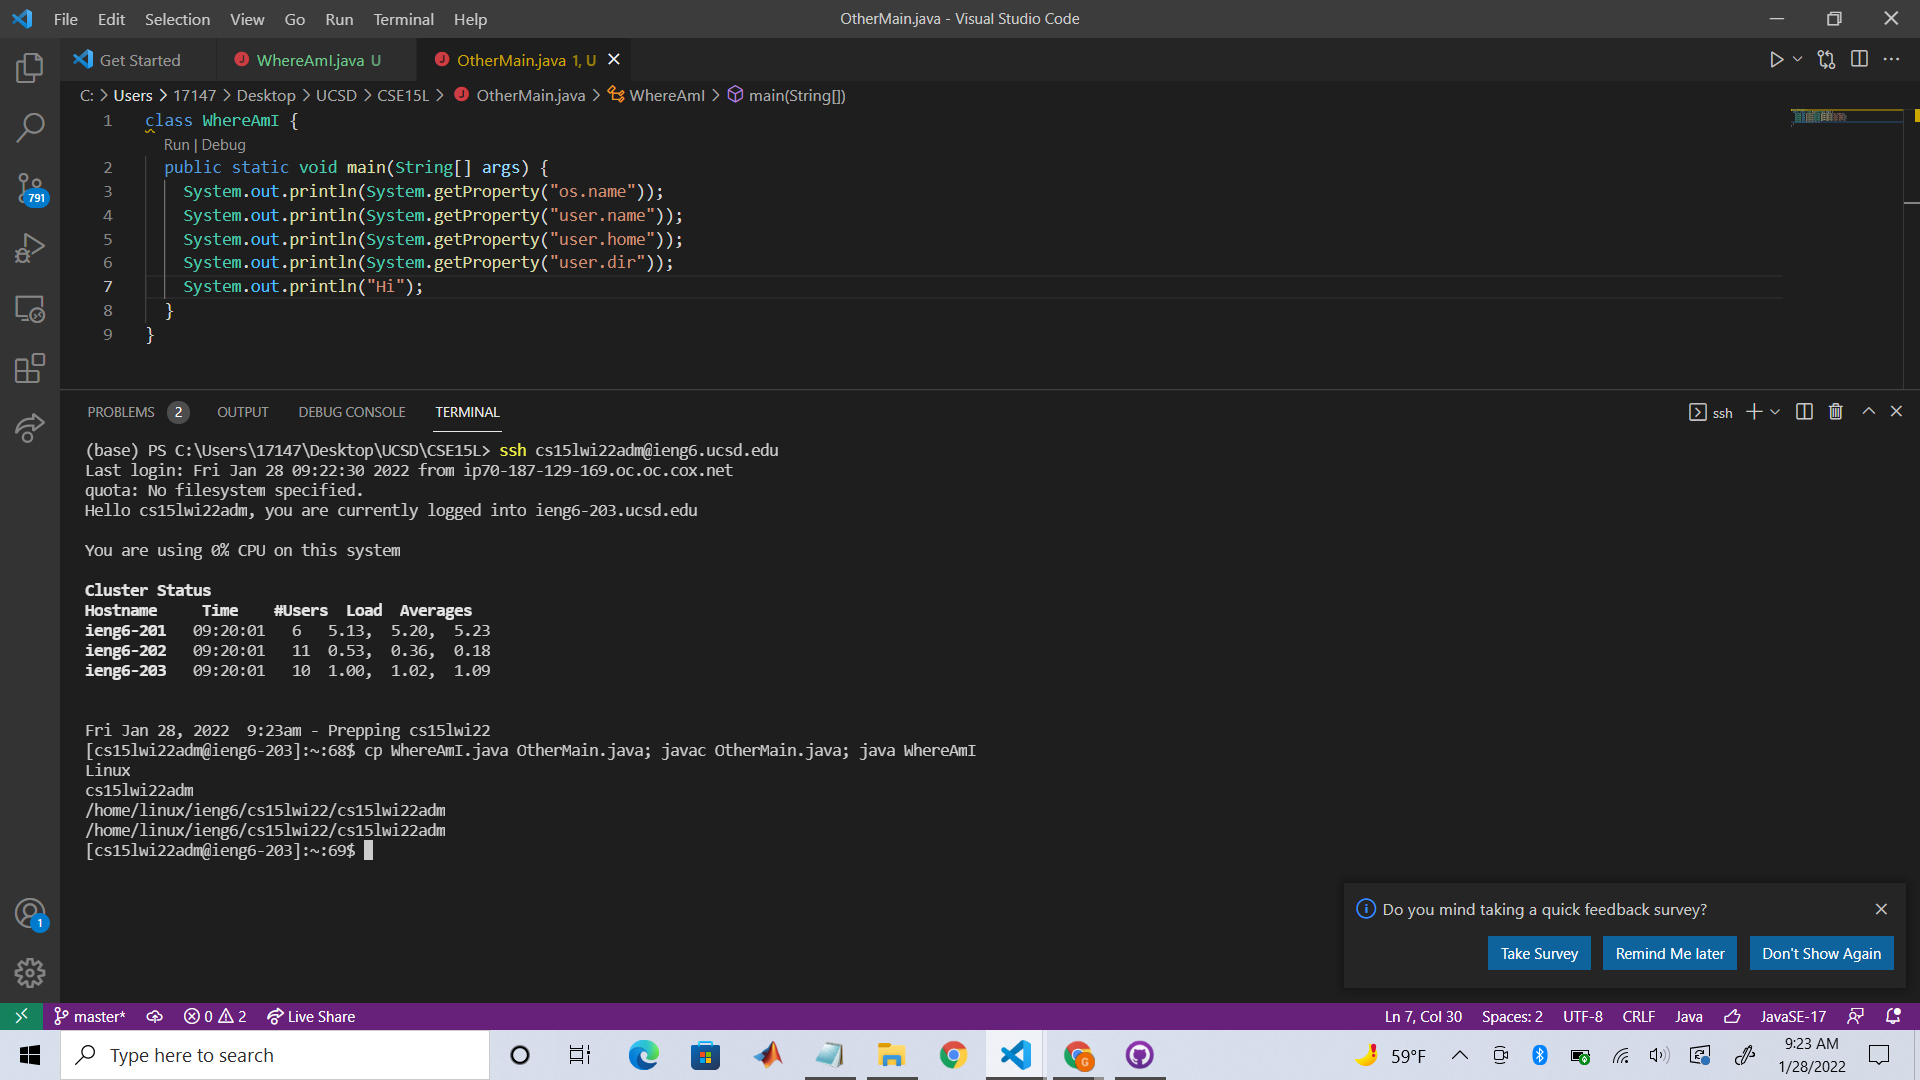 File Edit Selection View Go Run Terminal Help
OtherMain.java - Visual Studio Code
Get Started
WhereAmI.java U
OtherMain.java 1, U
C: > Users > 17147 > Desktop > UCSD > CSE15L > OtherMain.java > WhereAmI > main(String[])
1 class WhereAmI {
Run | Debug
2 public static void main(String[] args) {
3 System.out.println(System.getProperty("os.name"));
4 System.out.println(System.getProperty("user.name"));
5 System.out.println(System.getProperty("user.home"));
6 System.out.println(System.getProperty("user.dir"));
7 System.out.println("Hi");
8 }
9 }
791
PROBLEMS 2 OUTPUT DEBUG CONSOLE TERMINAL
ssh
(base) PS C:\Users\17147\Desktop\UCSD\CSE15L> ssh cs15lwi22adm@ieng6.ucsd.edu
Last login: Fri Jan 28 09:22:30 2022 from ip70-187-129-169.oc.oc.cox.net
quota: No filesystem specified.
Hello cs15lwi22adm, you are currently logged into ieng6-203.ucsd.edu
You are using 0% CPU on this system
Cluster Status
Hostname Time #Users Load Averages
ieng6-201 09:20:01 6 5.13, 5.20, 5.23
ieng6-202 09:20:01 11 0.53, 0.36, 0.18
ieng6-203 09:20:01 10 1.00, 1.02, 1.09
Fri Jan 28, 2022 9:23am - Prepping cs15lwi22
[cs15lwi22adm@ieng6-203]:~:68$ cp WhereAmI.java OtherMain.java; javac OtherMain.java; java WhereAmI
Linux
cs15lwi22adm
/home/linux/ieng6/cs15lwi22/cs15lwi22adm
/home/linux/ieng6/cs15lwi22/cs15lwi22adm
[cs15lwi22adm@ieng6-203]:~:69$
1
Do you mind taking a quick feedback survey?
Take Survey
Remind Me later
Don't Show Again
master* 0 2 Live Share
Ln 7, Col 30 Spaces: 2 UTF-8 CRLF Java JavaSE-17
Type here to search
G
59°F
9:23 AM
1/28/2022